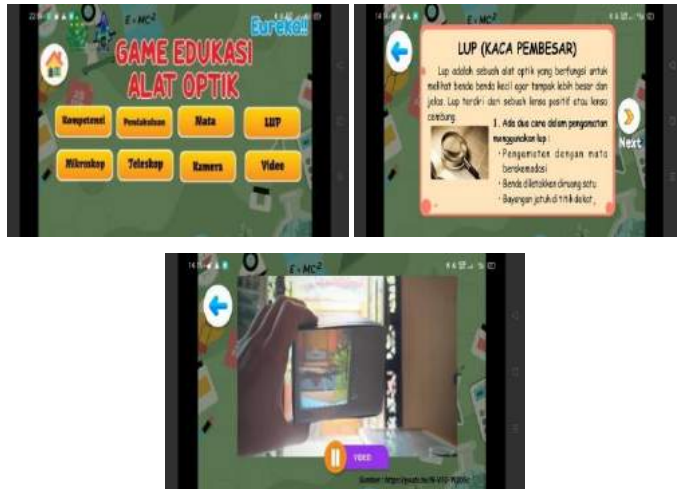 E=MC²
Eureka!!
GAME EDUKASI
ALAT OPTIK
Kompetensi
Pendahuluan
Mata
LUP
Mikroskop
Teleskop
Kamera
Video
E=MC²
LUP (KACA PEMBESAR)
Lup adalah sebuah alat optik yang berfungsi untuk
melihat benda benda kecil agar tampak lebih besar dan
jelas. Lup terdiri dari sebuah lensa positif atau lensa
cembung.
1. Ada dua cara dalam pengamatan
menggunakan lup :
• Pengamatan dengan mata
berakomodasi
• Benda diletakkan diruang satu
• Bayangan jatuh di titik dekat,
Next
E=MC²
VIDEO